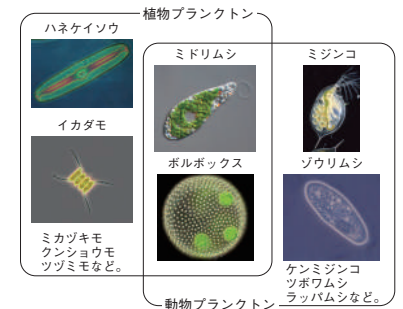 植物プランクトン
ハネケイソウ
ミドリムシ
ミジンコ
イカダモ
ボルボックス
ゾウリムシ
ミカヅキモ
クンショウモ
ツヅミモなど。
ケンミジンコ
ツボワムシ
ラッパムシなど。
動物プランクトン